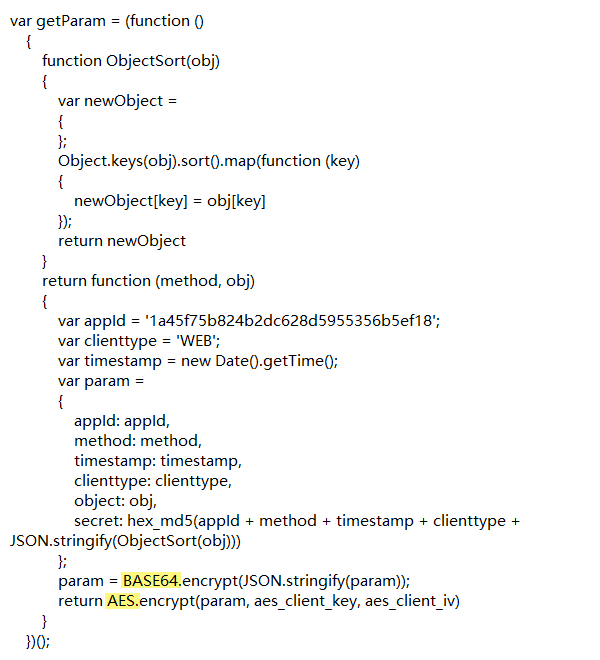 var getParam = (function ()
{
function ObjectSort(obj)
{
var newObject =
{
};
Object.keys(obj).sort().map(function (key)
{
newObject[key] = obj[key]
});
return newObject
}
return function (method, obj)
{
var appId = '1a45f75b824b2dc628d5955356b5ef18';
var clienttype = 'WEB';
var timestamp = new Date().getTime();
var param =
{
appId: appId,
method: method,
timestamp: timestamp,
clienttype: clienttype,
object: obj,
secret: hex_md5(appId + method + timestamp + clienttype +
JSON.stringify(ObjectSort(obj)))
};
param = BASE64.encrypt(JSON.stringify(param));
return AES.encrypt(param, aes_client_key, aes_client_iv)
}
})();